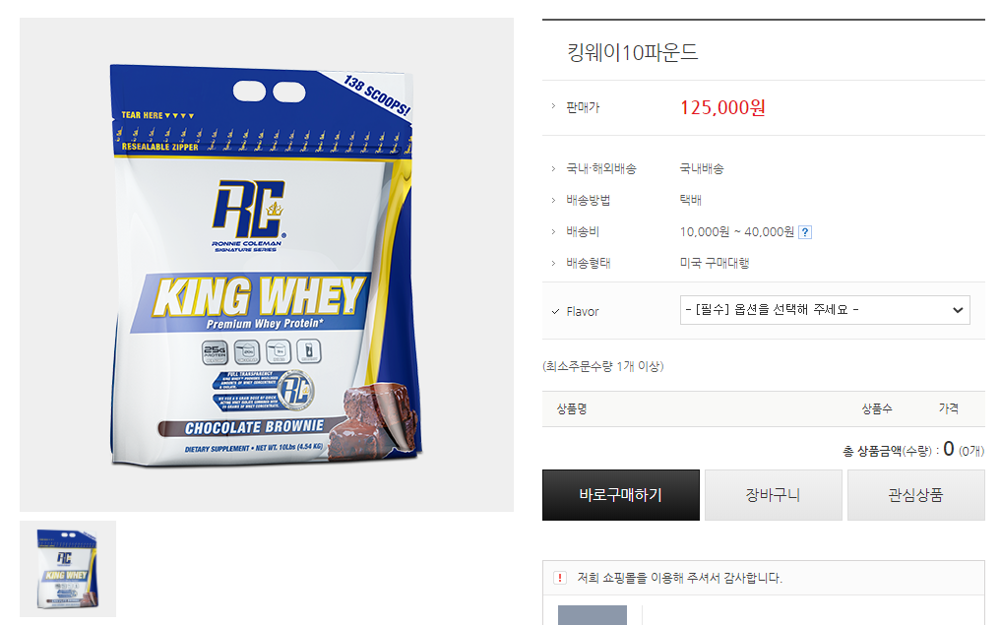 138 SCOOPS!
TEAR HERE
RESEALABLE ZIPPER
RC
RONNIE COLEMAN
SIGNATURE SERIES
KING WHEY
Premium Whey Protein*
25G
PROTEIN
FULL TRANSPARENCY
RC
CHOCOLATE BROWNIE
DIETARY SUPPLEMENT • NET WT. 10Lbs (4.54 KG)
킹웨이10파운드
판매가 125,000원
국내·해외배송 국내배송
배송방법 택배
배송비 10,000원 ~ 40,000원 ?
배송형태 미국 구매대행
Flavor - [필수] 옵션을 선택해 주세요 -
(최소주문수량 1개 이상)
상품명 상품수 가격
총 상품금액(수량) : 0 (0개)
바로구매하기 장바구니 관심상품
! 저희 쇼핑몰을 이용해 주셔서 감사합니다.